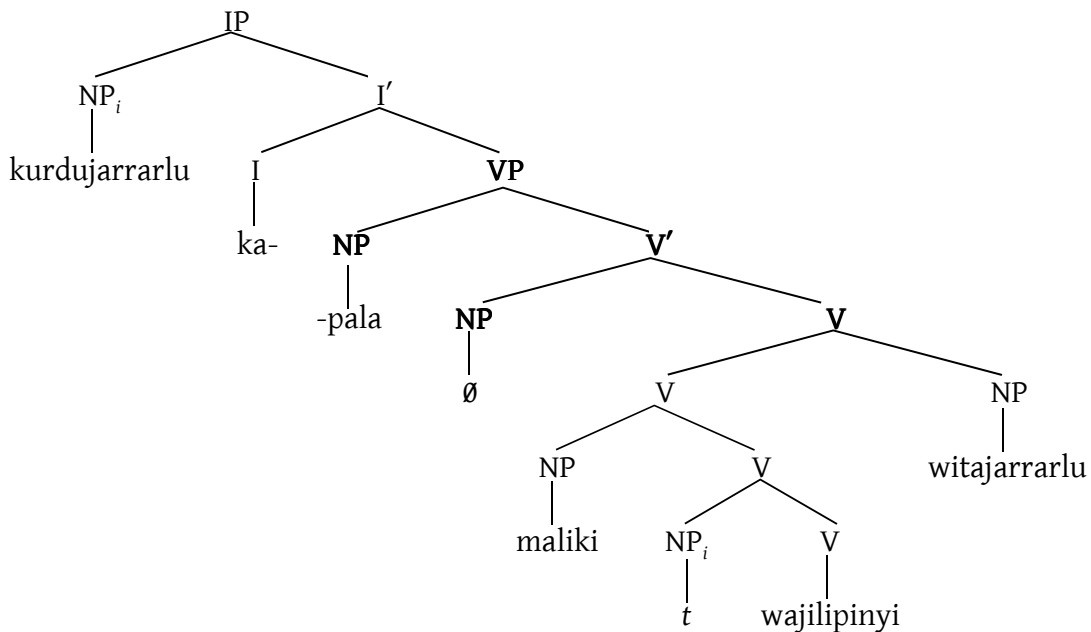 IP
NPi I′
kurdujarrarlu I VP
ka- NP V′
-pala NP V
Ø V NP
NP V witajarrarlu
maliki NPi V
t wajilipinyi